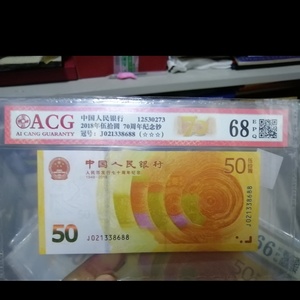 ACG
AI CANG GUARANTY
中国人民银行 12830273
2018年伍拾圆 70周年纪念钞
冠号：J021338688 (☆☆☆)
68
中国人民银行
50
50
J021338688